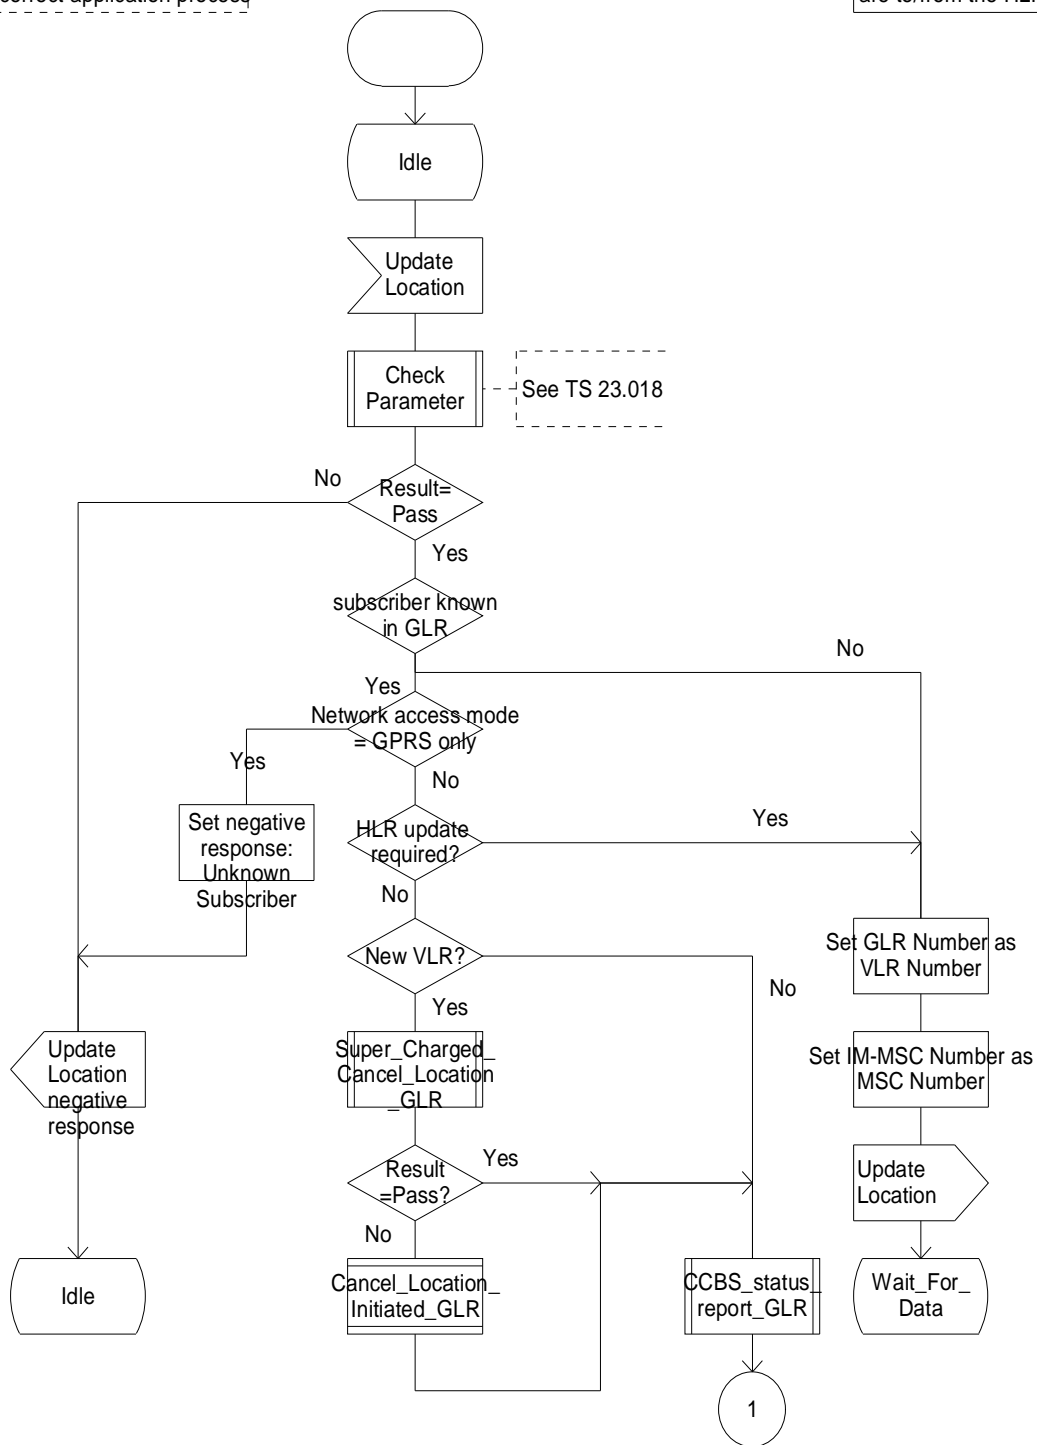 correct application process
Idle
Update
Location
Check
Parameter
See TS 23.018
No
Result=
Pass
Yes
subscriber known
in GLR
No
Yes
Network access mode
= GPRS only
Yes
No
Set negative
response:
Unknown
Subscriber
HLR update
required?
Yes
No
New VLR?
No
Set GLR Number as
VLR Number
Yes
Update
Location
negative
response
Super_Charged_
Cancel_Location
_GLR
Set IM-MSC Number as
MSC Number
Result
=Pass?
Yes
Update
Location
No
Idle
Cancel_Location_
Initiated_GLR
CCBS_status_
report_GLR
Wait_For_
Data
1